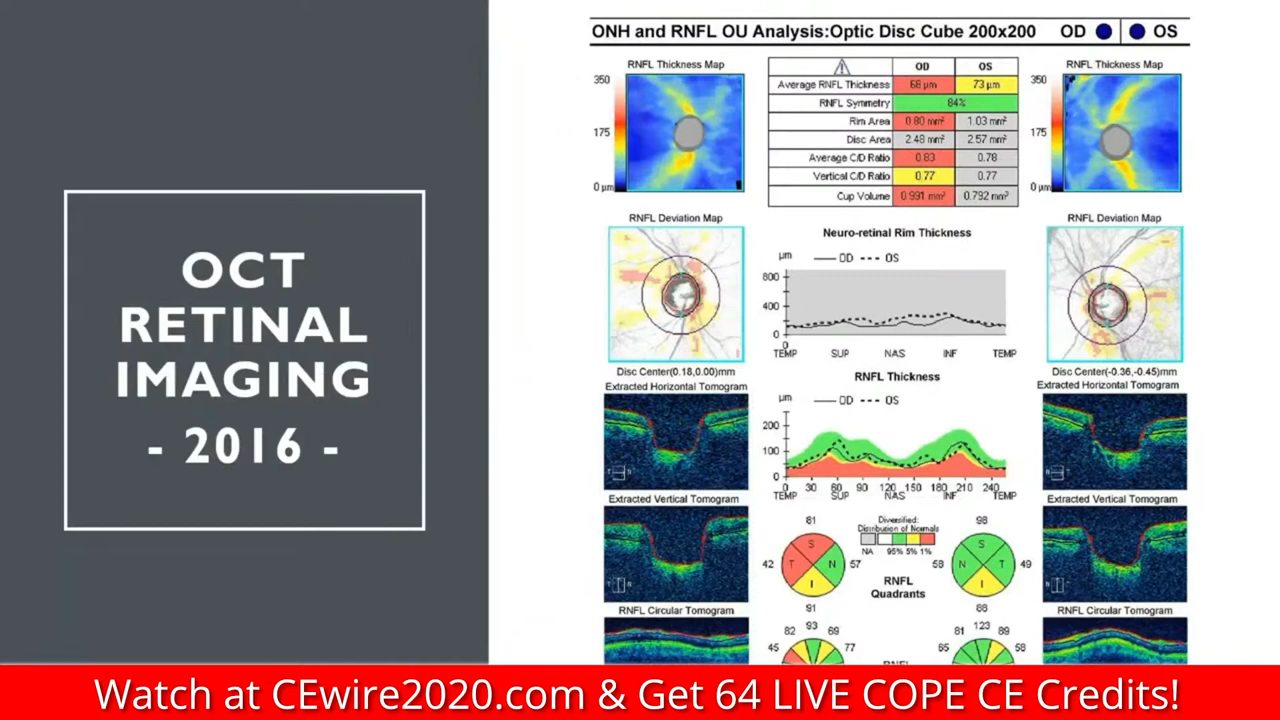 OCT
RETINAL
IMAGING
- 2016 -
ONH and RNFL OU Analysis:Optic Disc Cube 200x200 OD OS
RNFL Thickness Map
350
175
0 µm
OD OS
Average RNFL Thickness 68 µm 73 µm
RNFL Symmetry 84%
Rim Area 0.80 mm² 1.03 mm²
Disc Area 2.48 mm² 2.57 mm²
Average C/D Ratio 0.83 0.78
Vertical C/D Ratio 0.77 0.77
Cup Volume 0.991 mm³ 0.792 mm³
RNFL Thickness Map
350
175
0 µm
RNFL Deviation Map
Disc Center(0.18,0.00)mm
Extracted Horizontal Tomogram
Extracted Vertical Tomogram
RNFL Circular Tomogram
Neuro-retinal Rim Thickness
µm OD OS
800
400
0
0
TEMP SUP NAS INF TEMP
RNFL Thickness
µm OD OS
200
100
0
0 30 60 90 120 150 180 210 240
TEMP SUP NAS INF TEMP
Diversified:
Distribution of Normals
NA 95% 5% 1%
81
42 S T N I 57
91
RNFL
Quadrants
98
58 S N T I 49
88
82 93 69
45 77
81 123 89
65 58
RNFL Deviation Map
Disc Center(-0.36,-0.45)mm
Extracted Horizontal Tomogram
Extracted Vertical Tomogram
RNFL Circular Tomogram
Watch at CEwire2020.com & Get 64 LIVE COPE CE Credits!